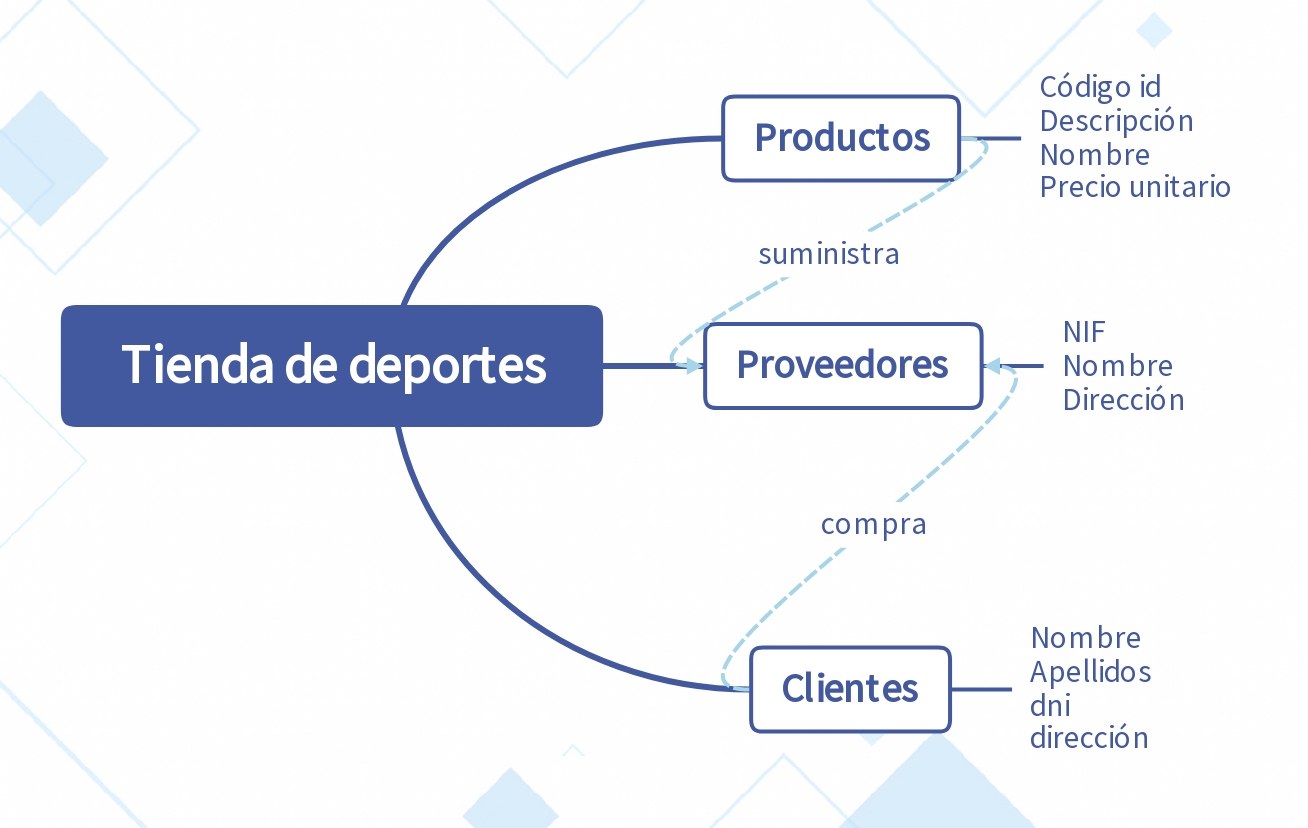 Tienda de deportes
Productos
Código id
Descripción
Nombre
Precio unitario
suministra
Proveedores
NIF
Nombre
Dirección
compra
Clientes
Nombre
Apellidos
dni
dirección